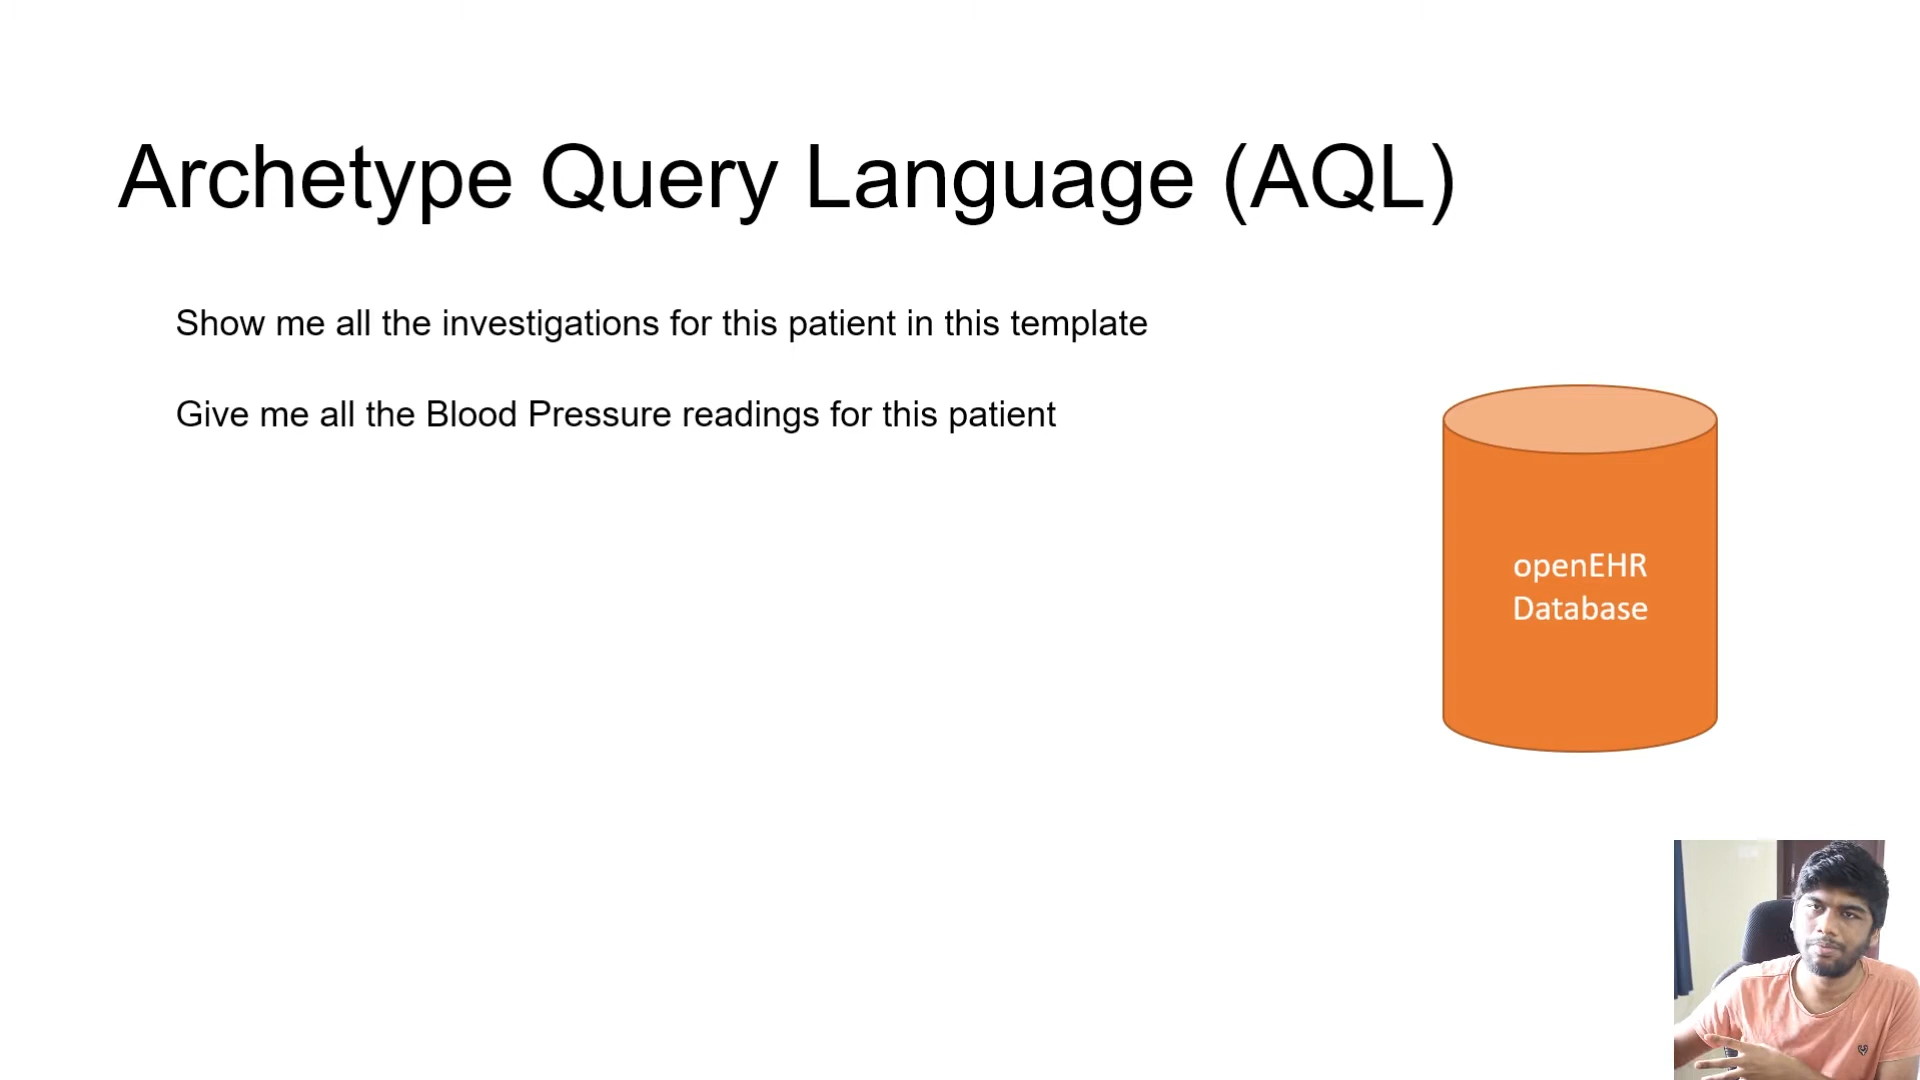 Archetype Query Language (AQL)
Show me all the investigations for this patient in this template
Give me all the Blood Pressure readings for this patient
openEHR
Database